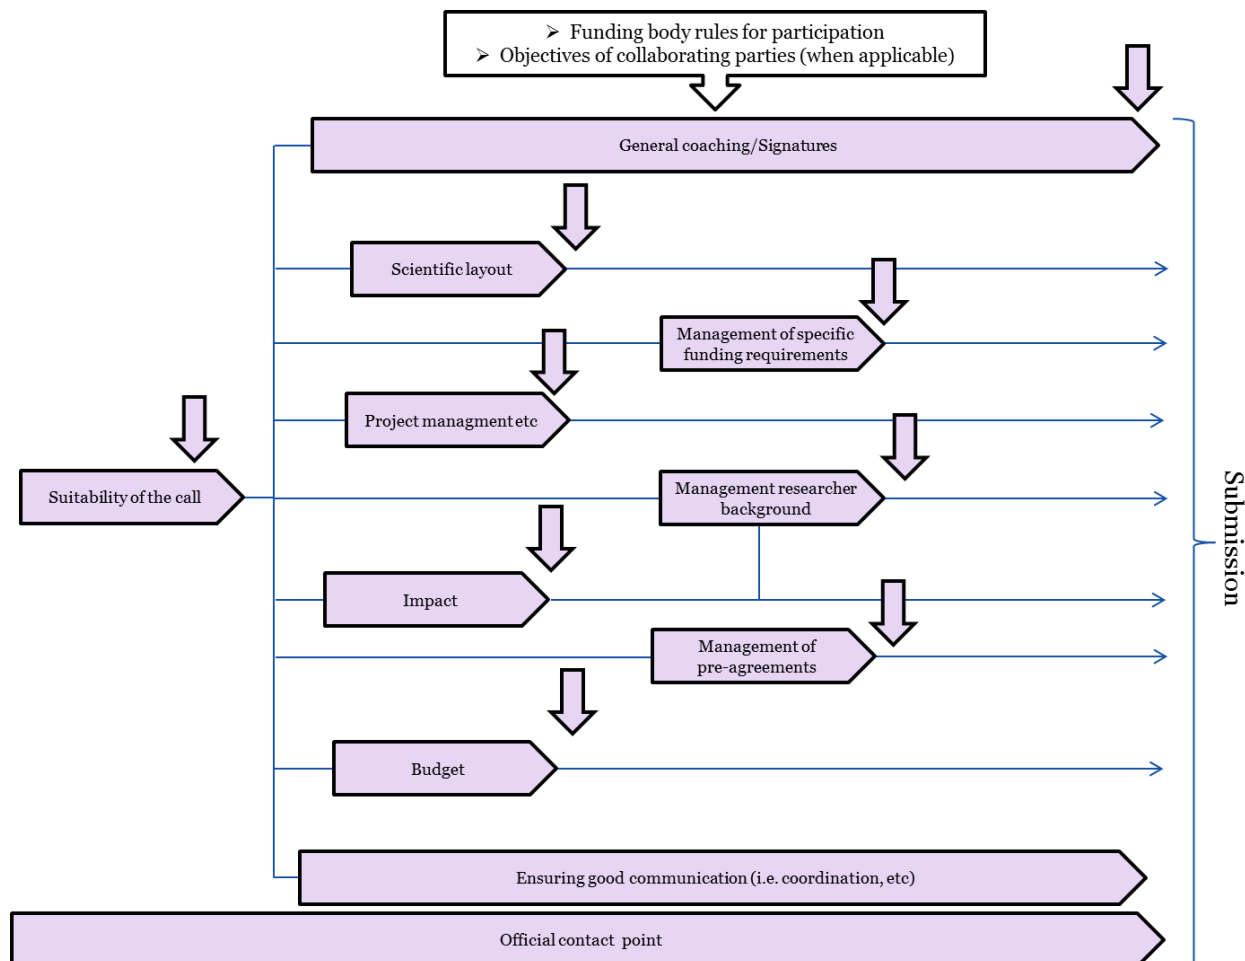 ➢ Funding body rules for participation
➢ Objectives of collaborating parties (when applicable)
General coaching/Signatures
Scientific layout
Management of specific
funding requirements
Project managment etc
Suitability of the call
Management researcher
background
Impact
Management of
pre-agreements
Budget
Ensuring good communication (i.e. coordination, etc)
Official contact point
Submission